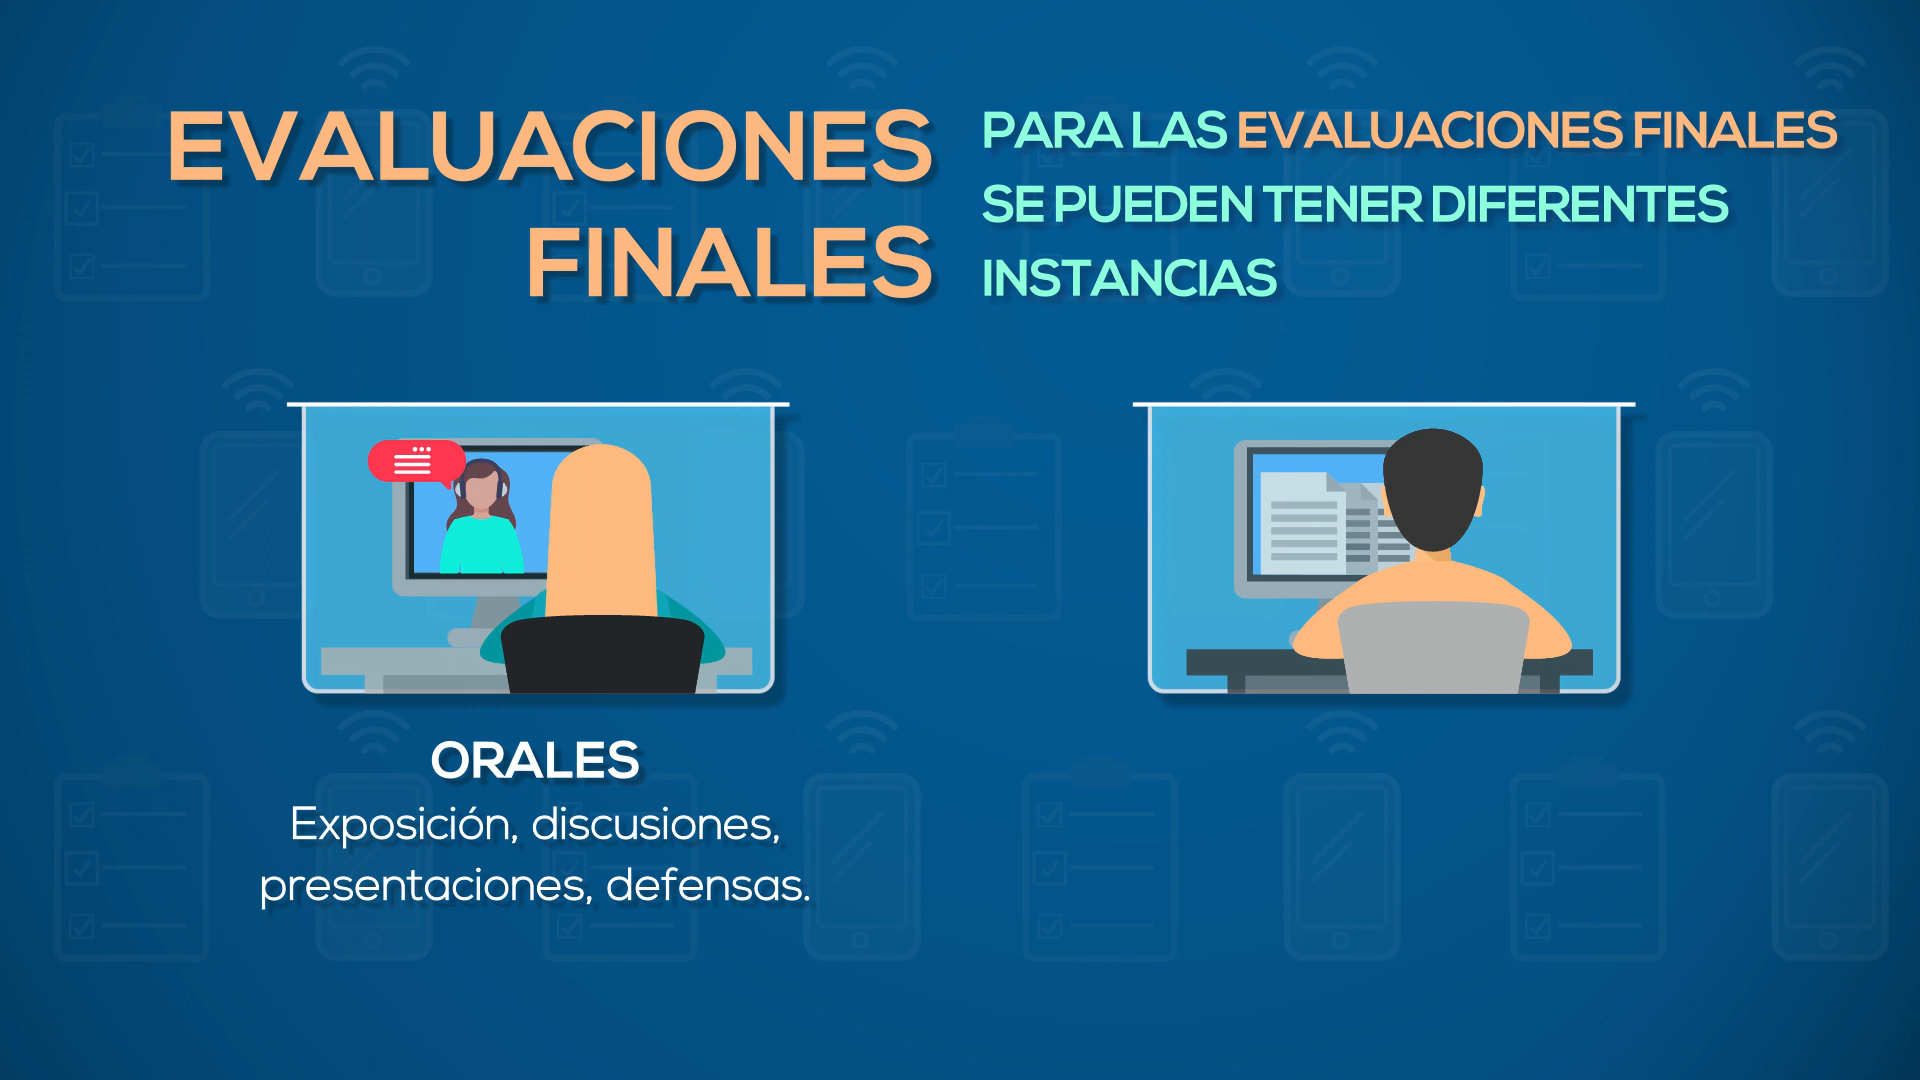 EVALUACIONES
FINALES
PARA LAS EVALUACIONES FINALES
SE PUEDEN TENER DIFERENTES
INSTANCIAS
ORALES
Exposición, discusiones,
presentaciones, defensas.